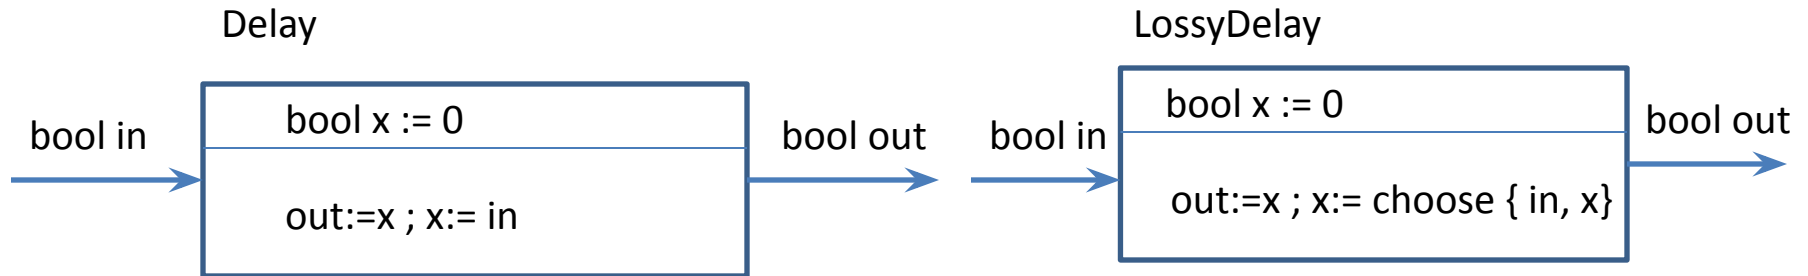 Delay
bool in
bool x := 0
out:=x ; x:= in
bool out
LossyDelay
bool in
bool x := 0
out:=x ; x:= choose { in, x}
bool out